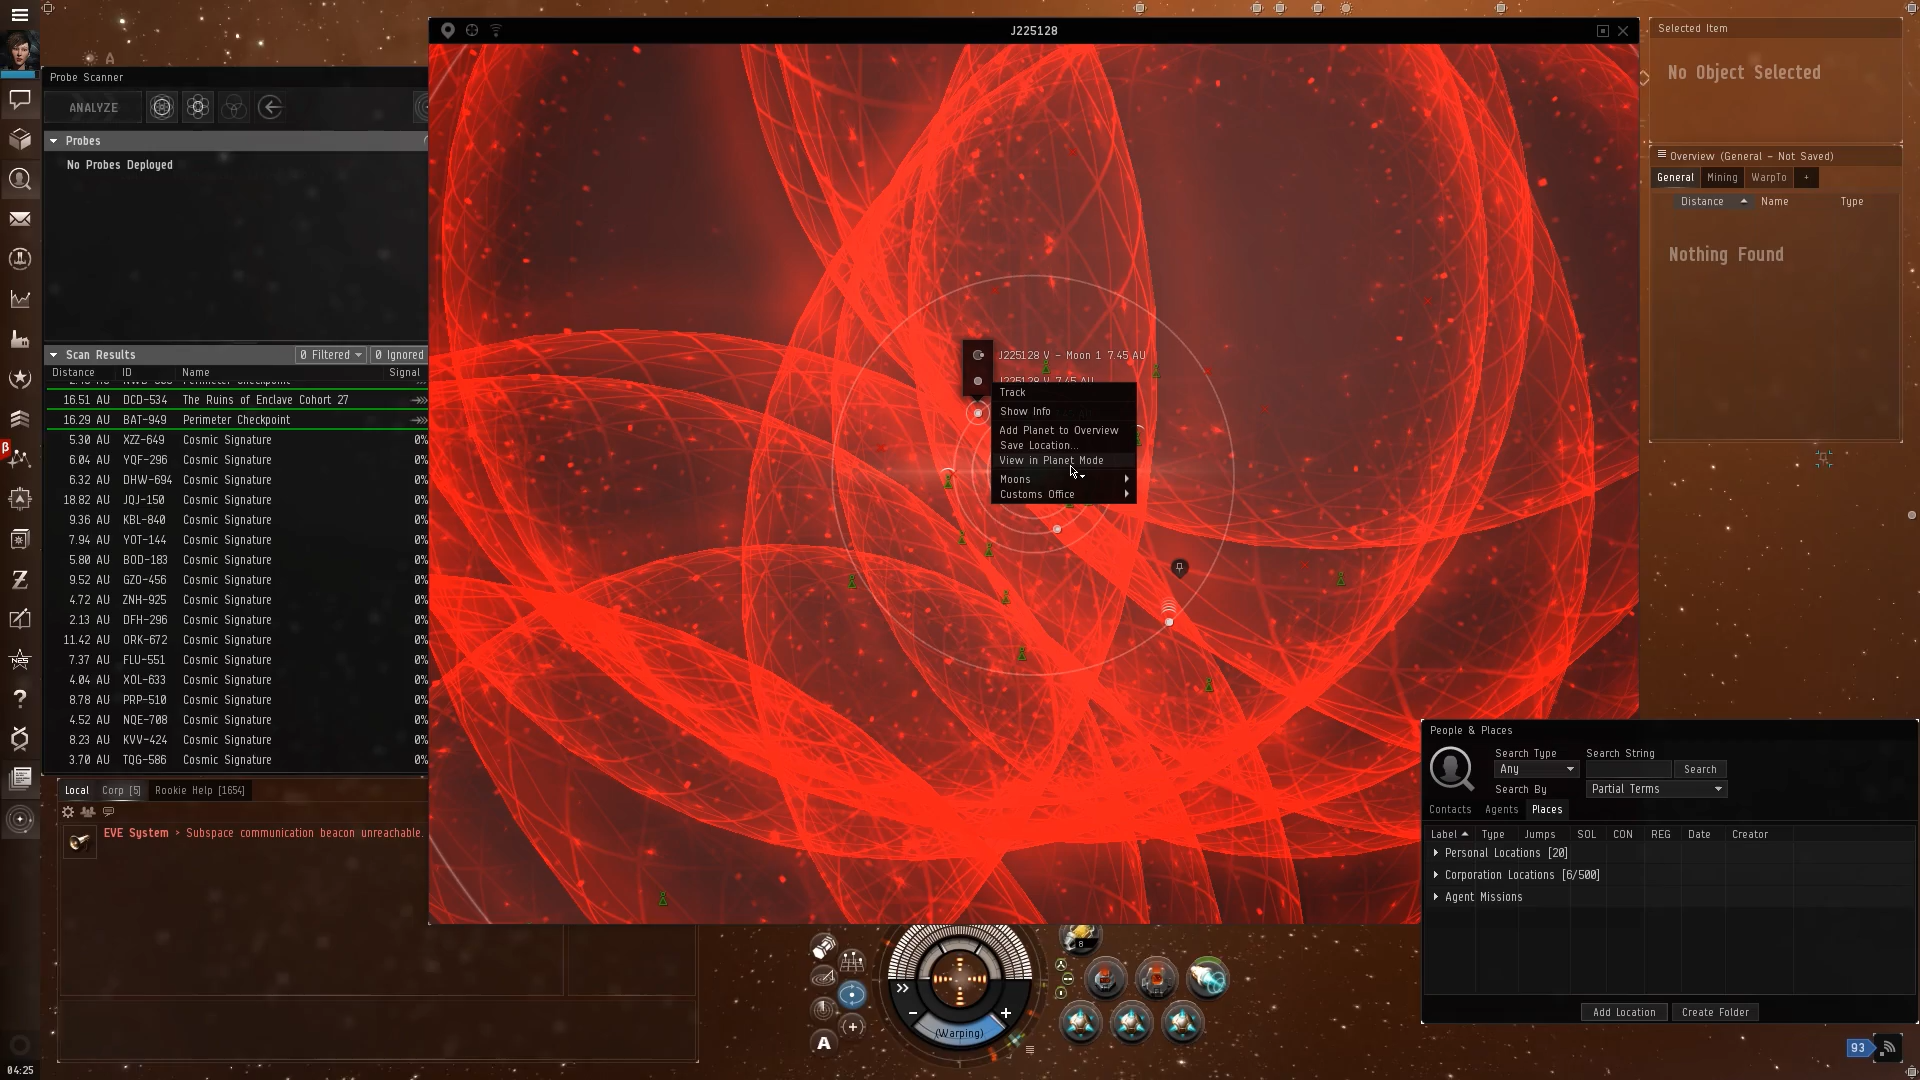 J225128
Selected Item
No Object Selected
Probe Scanner
ANALYZE
Probes
No Probes Deployed
Overview (General - Not Saved)
General Mining WarpTo +
Distance Name Type
Nothing Found
Scan Results 0 Filtered 0 Ignored
Distance ID Name Signal
Perimeter Checkpoint
16.51 AU DCD-534 The Ruins of Enclave Cohort 27
16.29 AU BAT-949 Perimeter Checkpoint
5.30 AU XZZ-649 Cosmic Signature 0%
6.04 AU YQF-296 Cosmic Signature 0%
6.32 AU DHW-694 Cosmic Signature 0%
18.82 AU JQJ-150 Cosmic Signature 0%
9.36 AU KBL-840 Cosmic Signature 0%
7.94 AU YOT-144 Cosmic Signature 0%
5.80 AU BOD-183 Cosmic Signature 0%
9.52 AU GZO-456 Cosmic Signature 0%
4.72 AU ZNH-925 Cosmic Signature 0%
2.13 AU DFH-296 Cosmic Signature 0%
11.42 AU ORK-672 Cosmic Signature 0%
7.37 AU FLU-551 Cosmic Signature 0%
4.04 AU XOL-633 Cosmic Signature 0%
8.78 AU PRP-510 Cosmic Signature 0%
4.52 AU NQE-708 Cosmic Signature 0%
8.23 AU KVV-424 Cosmic Signature 0%
3.70 AU TQG-586 Cosmic Signature 0%
J225128 V - Moon 1 7.45 AU
J225128 V 7.45 AU
Track
Show Info
Add Planet to Overview
Save Location...
View in Planet Mode
Moons
Customs Office
Local Corp [5] Rookie Help [1654]
EVE System > Subspace communication beacon unreachable.
People & Places
Search Type Search String
Any Search
Search By Partial Terms
Contacts Agents Places
Label Type Jumps SOL CON REG Date Creator
Personal Locations [20]
Corporation Locations [6/500]
Agent Missions
Add Location Create Folder
8
(Warping)
A
93
NES
β
04:25